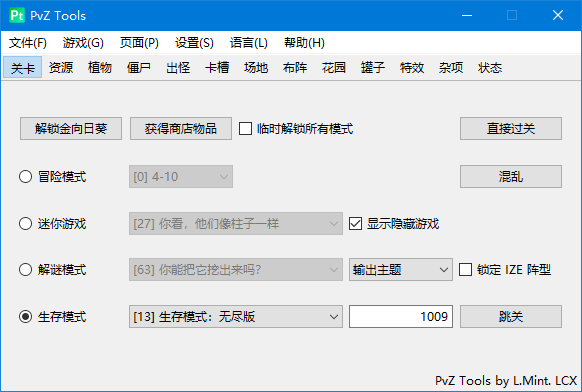 PvZ Tools
文件(F) 游戏(G) 页面(P) 设置(S) 语言(L) 帮助(H)
关卡 资源 植物 僵尸 出怪 卡槽 场地 布阵 花园 罐子 特效 杂项 状态
解锁金向日葵 获得商店物品 临时解锁所有模式 直接过关
冒险模式 [0] 4-10 混乱
迷你游戏 [27] 你看，他们像柱子一样 显示隐藏游戏
解谜模式 [63] 你能把它挖出来吗? 输出主题 锁定 IZE 阵型
生存模式 [13] 生存模式：无尽版 1009 跳关
PvZ Tools by L.Mint. LCX